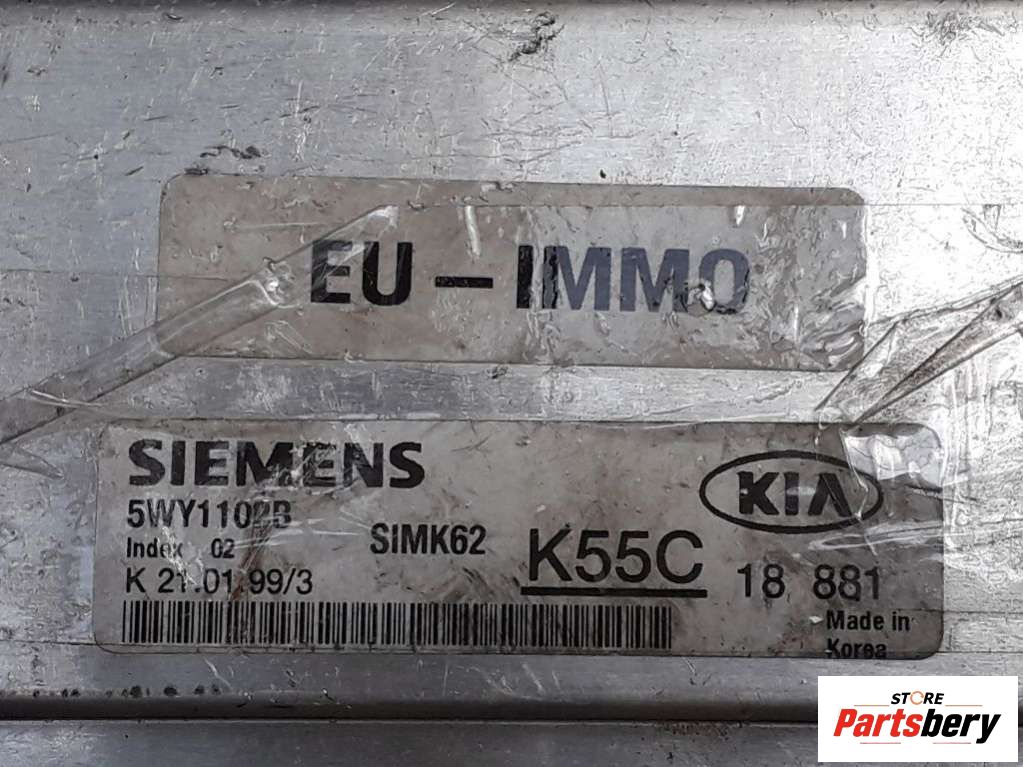 EU – IMMO
SIEMENS
KIA
Index 02
SIMK62
K55C
18 881
K 21.01.99/3
Made in
Korea
STORE
Partsbery